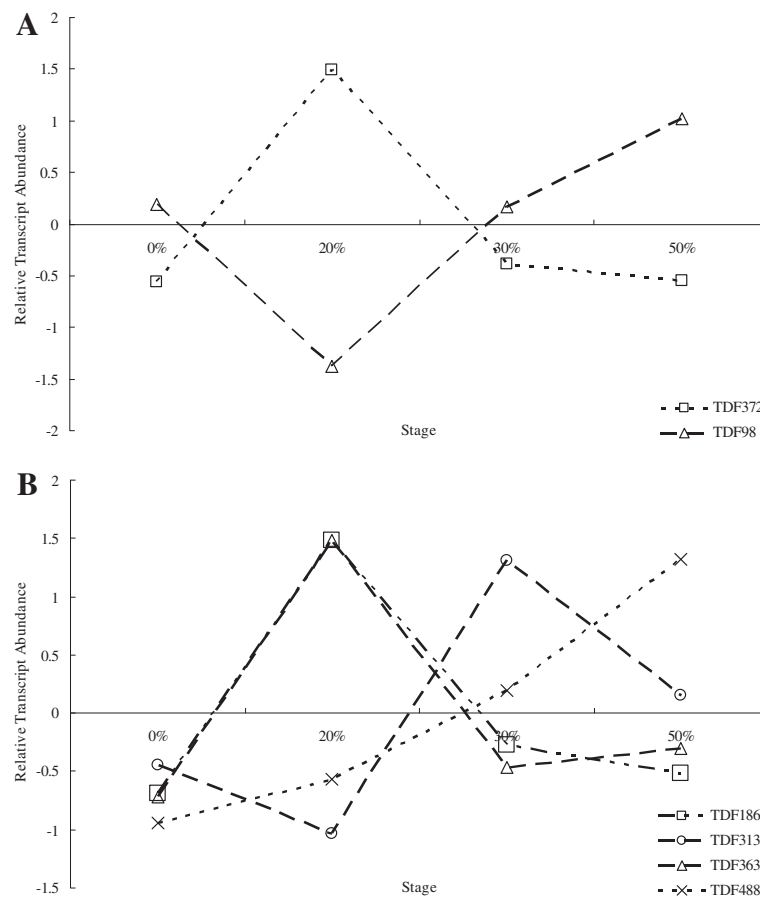 A
2
1.5
1
0.5
0
-0.5
-1
-1.5
-2
Relative Transcript Abundance
0% 20% 30% 50%
Stage
TDF372
TDF98
B
2
1.5
1
0.5
0
-0.5
-1
-1.5
Relative Transcript Abundance
0% 20% 30% 50%
Stage
TDF186
TDF313
TDF363
TDF488